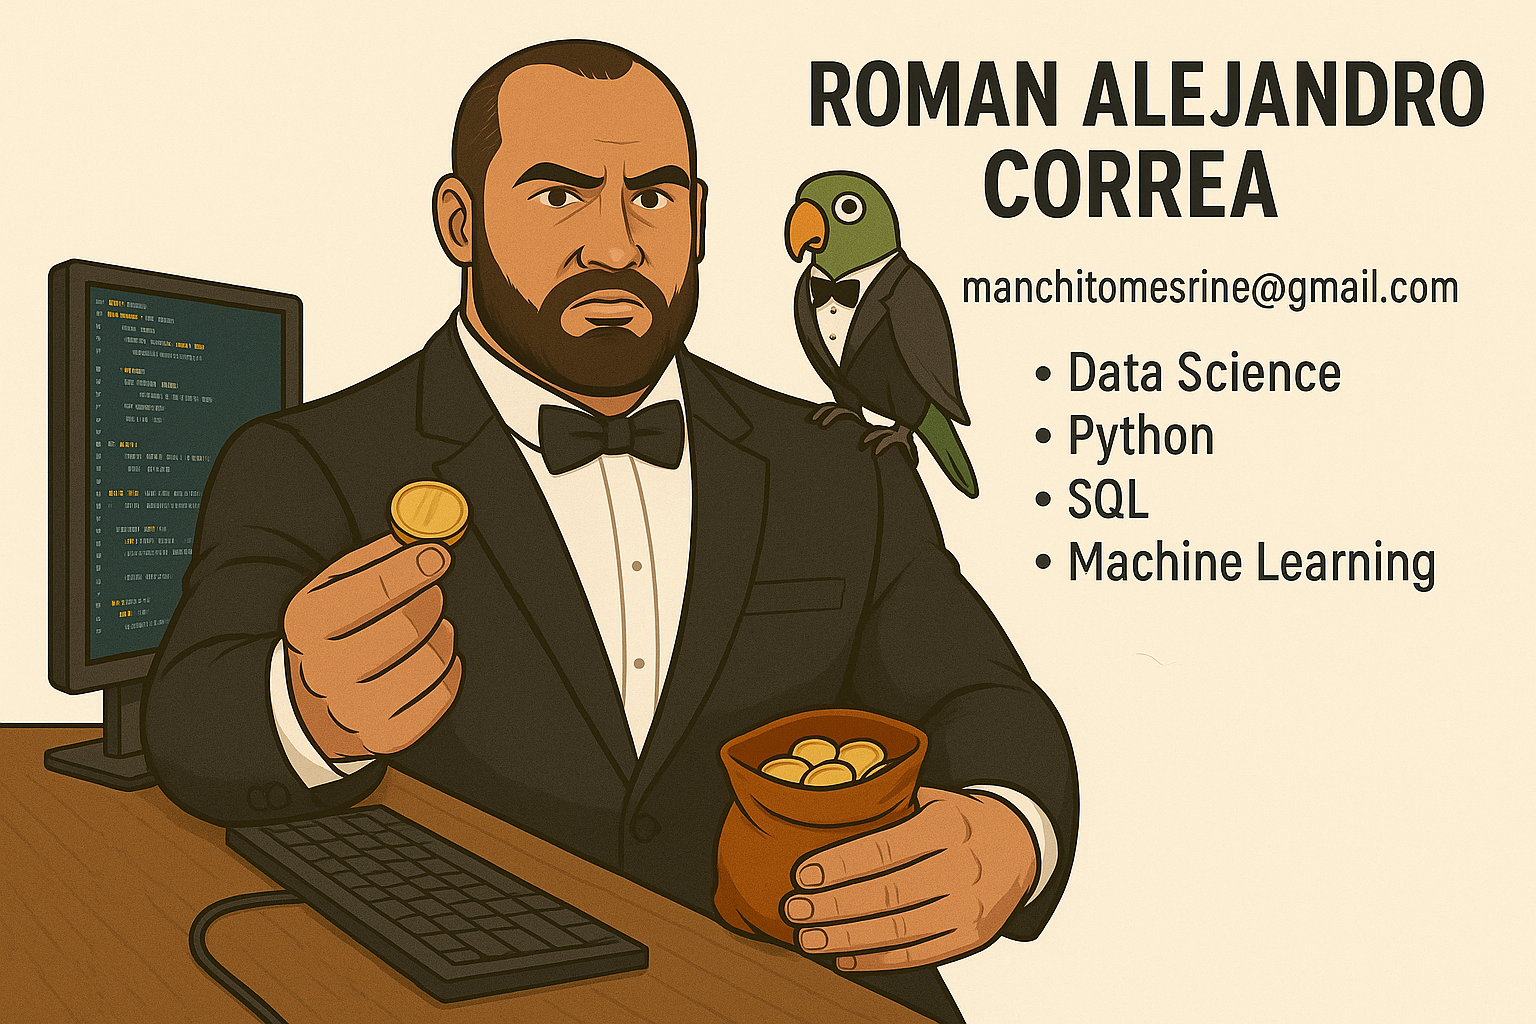 ROMAN ALEJANDRO
CORREA
manchitomesrine@gmail.com
• Data Science
• Python
• SQL
• Machine Learning